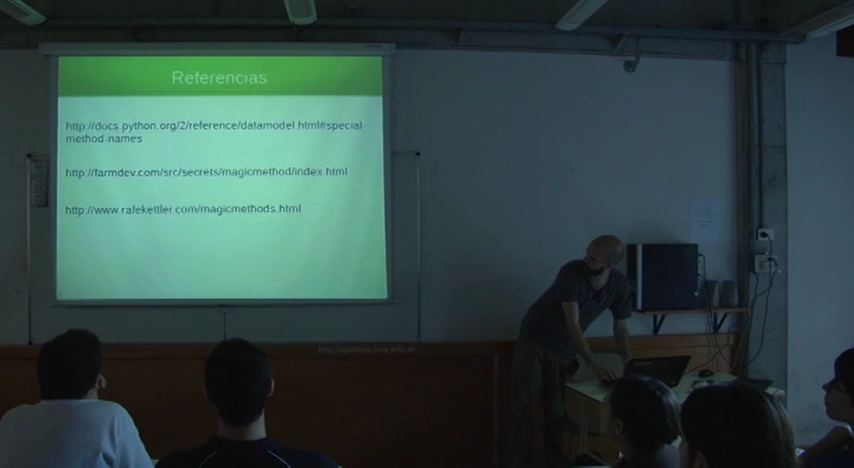 Referencias
http://docs.python.org/2/reference/datamodel.html#special-
method-names
http://farmdev.com/src/secrets/magicmethod/index.html
http://www.rafekettler.com/magicmethods.html